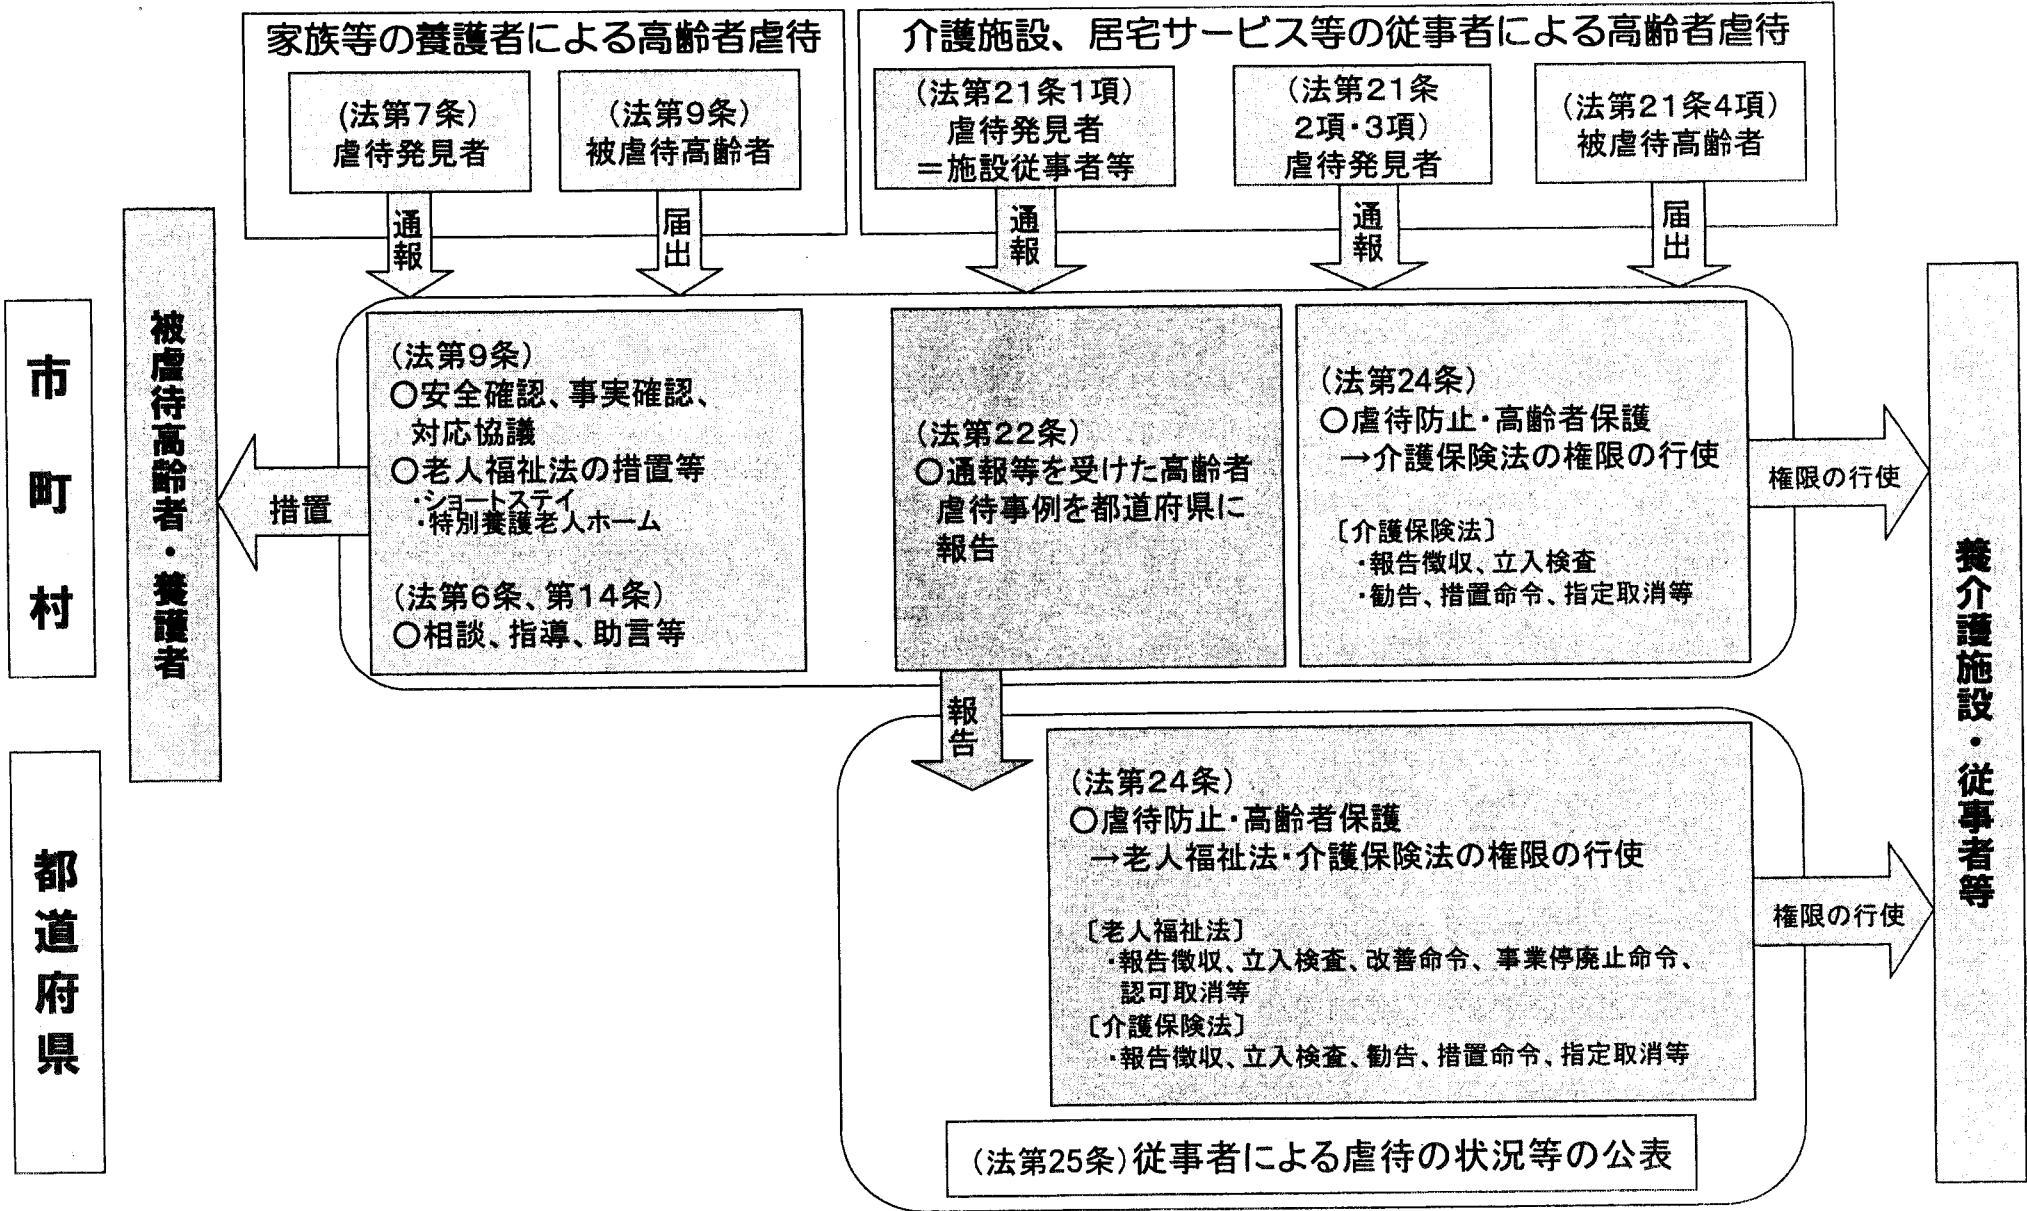 家族等の養護者による高齢者虐待
(法第7条)
虐待発見者
(法第9条)
被虐待高齢者
通報
届出
介護施設、居宅サービス等の従事者による高齢者虐待
(法第21条1項)
虐待発見者
＝施設従事者等
(法第21条
2項・3項)
虐待発見者
(法第21条4項)
被虐待高齢者
通報
通報
届出
市町村
被虐待高齢者・養護者
措置
(法第9条)
○安全確認、事実確認、
対応協議
○老人福祉法の措置等
・ショートステイ
・特別養護老人ホーム
(法第6条、第14条)
○相談、指導、助言等
(法第22条)
○通報等を受けた高齢者
虐待事例を都道府県に
報告
(法第24条)
○虐待防止・高齢者保護
→介護保険法の権限の行使
〔介護保険法〕
・報告徴収、立入検査
・勧告、措置命令、指定取消等
権限の行使
養介護施設・従事者等
報告
都道府県
(法第24条)
○虐待防止・高齢者保護
→老人福祉法・介護保険法の権限の行使
〔老人福祉法〕
・報告徴収、立入検査、改善命令、事業停廃止命令、
認可取消等
〔介護保険法〕
・報告徴収、立入検査、勧告、措置命令、指定取消等
権限の行使
(法第25条)従事者による虐待の状況等の公表